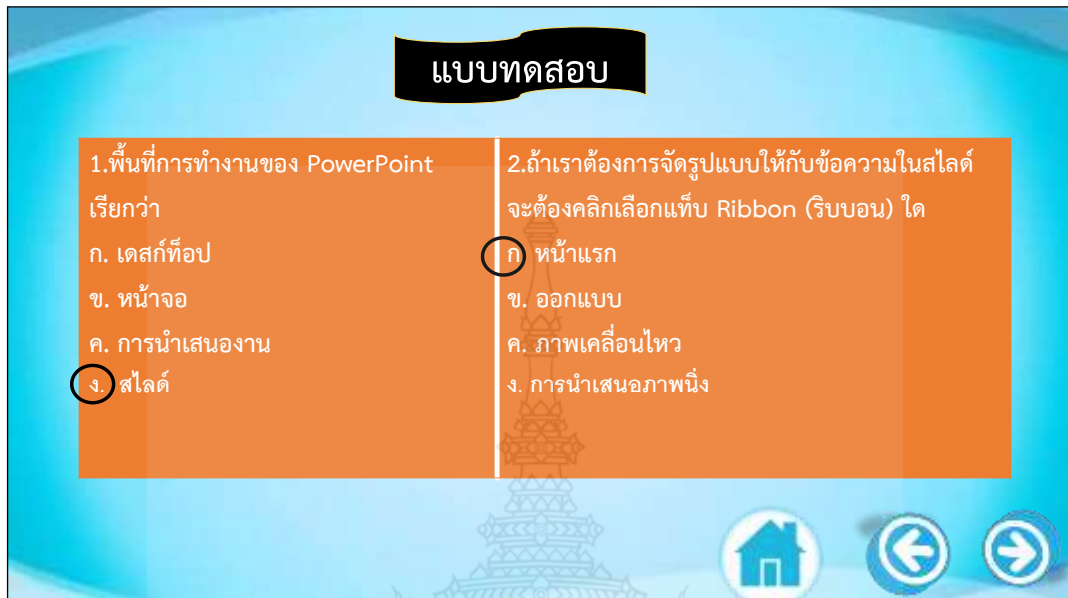 แบบทดสอบ
1.พื้นที่การทำงานของ PowerPoint
เรียกว่า
ก. เดสก์ท็อป
ข. หน้าจอ
ค. การนำเสนองาน
ง. สไลด์
2.ถ้าเราต้องการจัดรูปแบบให้กับข้อความในสไลด์
จะต้องคลิกเลือกแท็บ Ribbon (ริบบอน) ใด
ก. หน้าแรก
ข. ออกแบบ
ค. ภาพเคลื่อนไหว
ง. การนำเสนอภาพนิ่ง